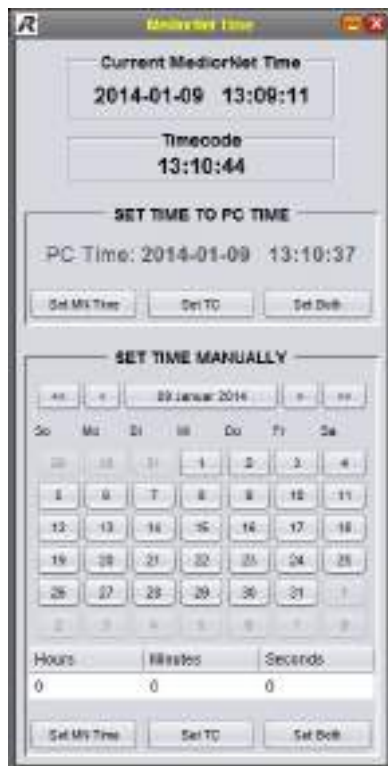 R MediorNet Time
Current MediorNet Time
2014-01-09 13:09:11
Timecode
13:10:44
SET TIME TO PC TIME
PC Time: 2014-01-09 13:10:37
Set MN Time Set TC Set Both
SET TIME MANUALLY
<< < 09 Januar 2014 > >>
So Mo Di Mi Do Fr Sa
29 30 31 1 2 3 4
5 6 7 8 9 10 11
12 13 14 15 16 17 18
19 20 21 22 23 24 25
26 27 28 29 30 31 1
2 3 4 5 6 7 8
Hours Minutes Seconds
0 0 0
Set MN Time Set TC Set Both